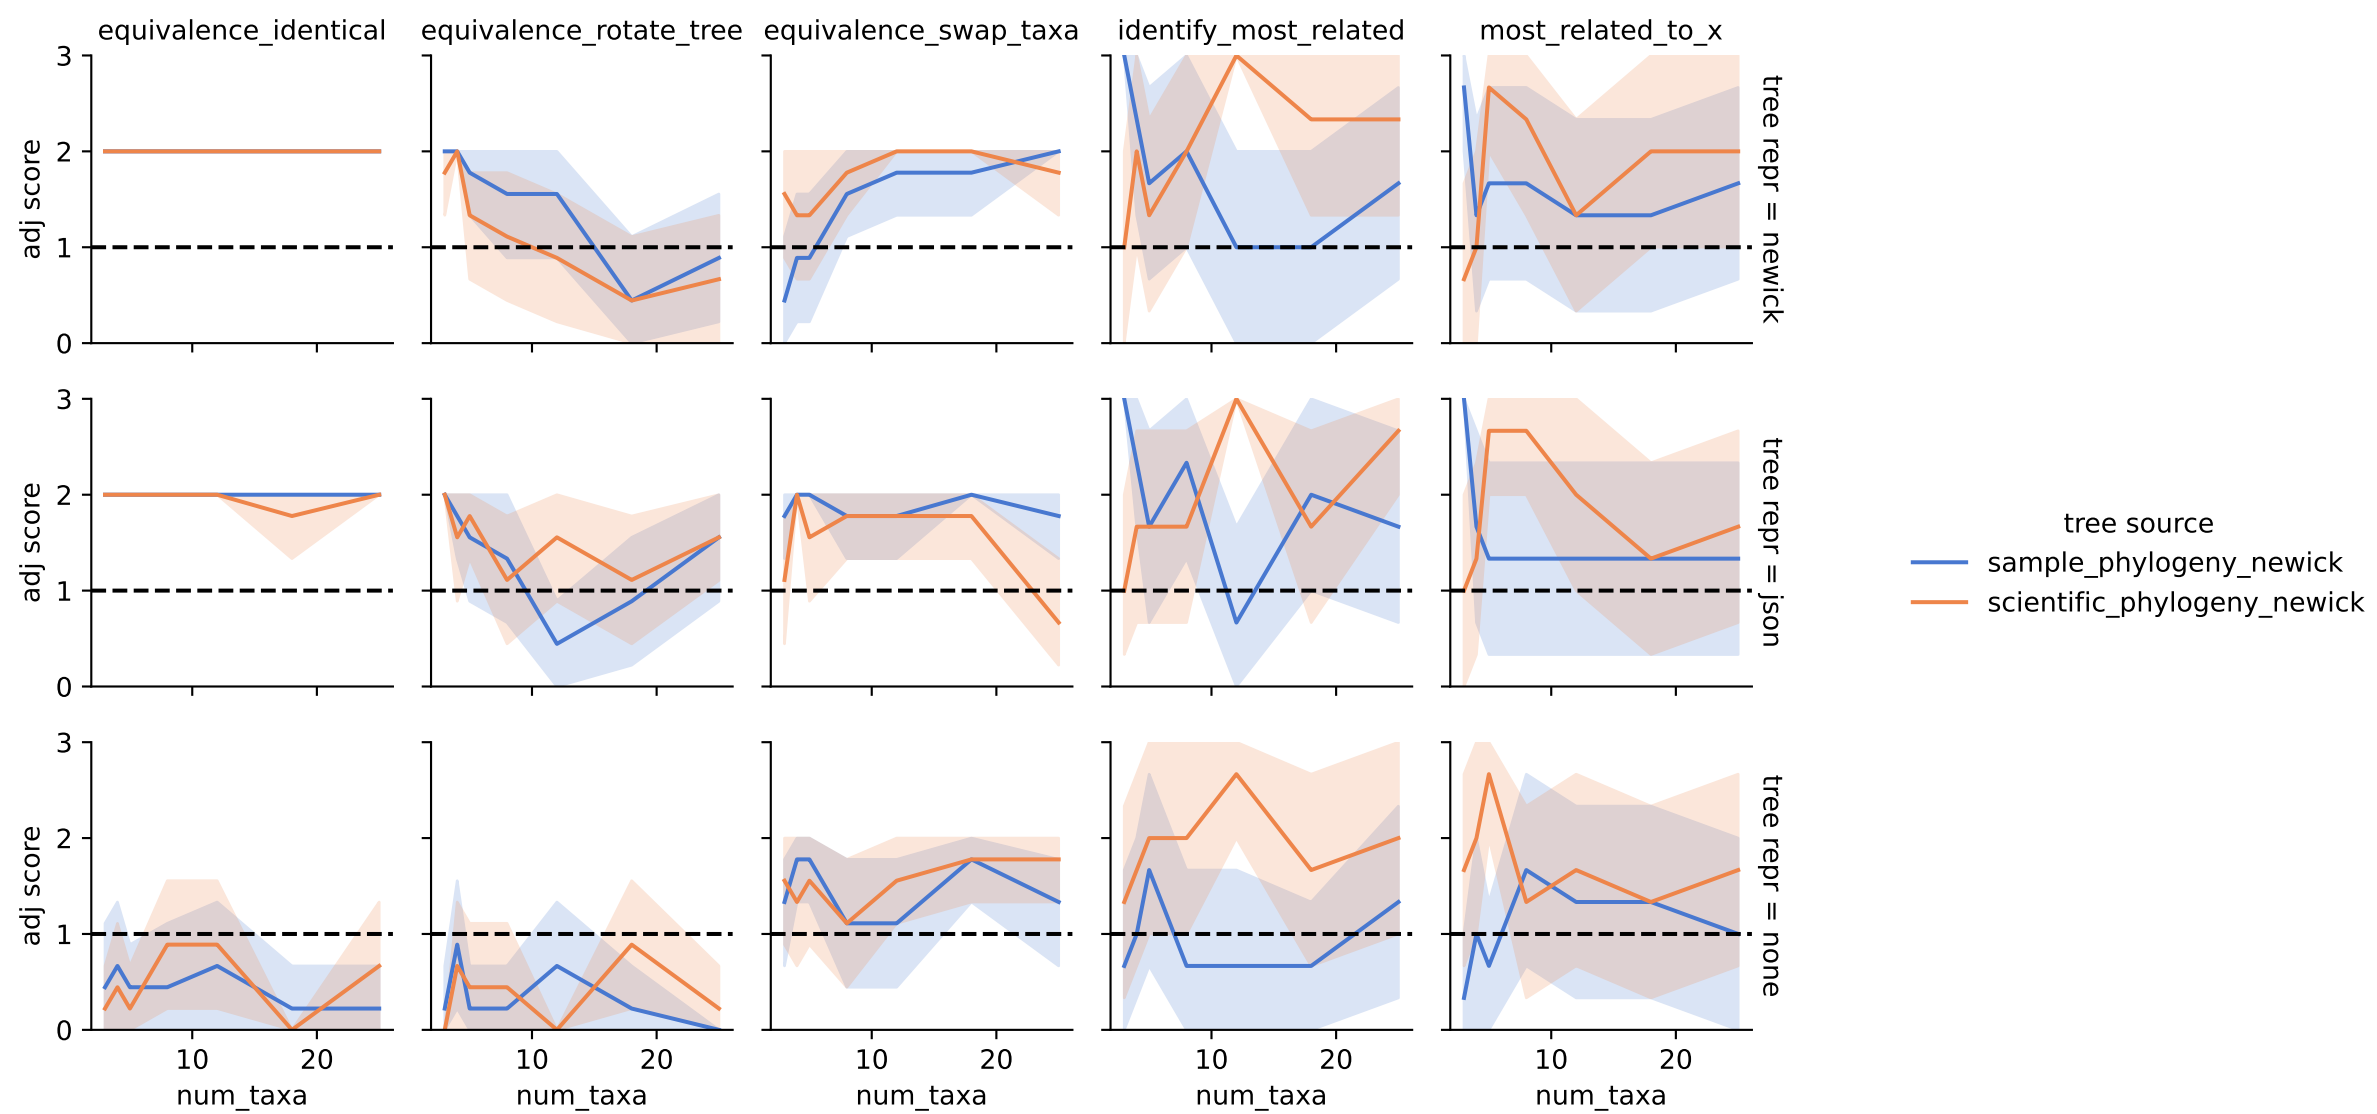 equivalence_identical
equivalence_rotate_tree
equivalence_swap_taxa
identify_most_related
most_related_to_x
3
2
1
0
adj score
tree repr = newick
3
2
1
0
adj score
tree repr = json
3
2
1
0
adj score
tree repr = none
10 20
10 20
10 20
10 20
10 20
num_taxa
num_taxa
num_taxa
num_taxa
num_taxa
tree source
sample_phylogeny_newick
scientific_phylogeny_newick